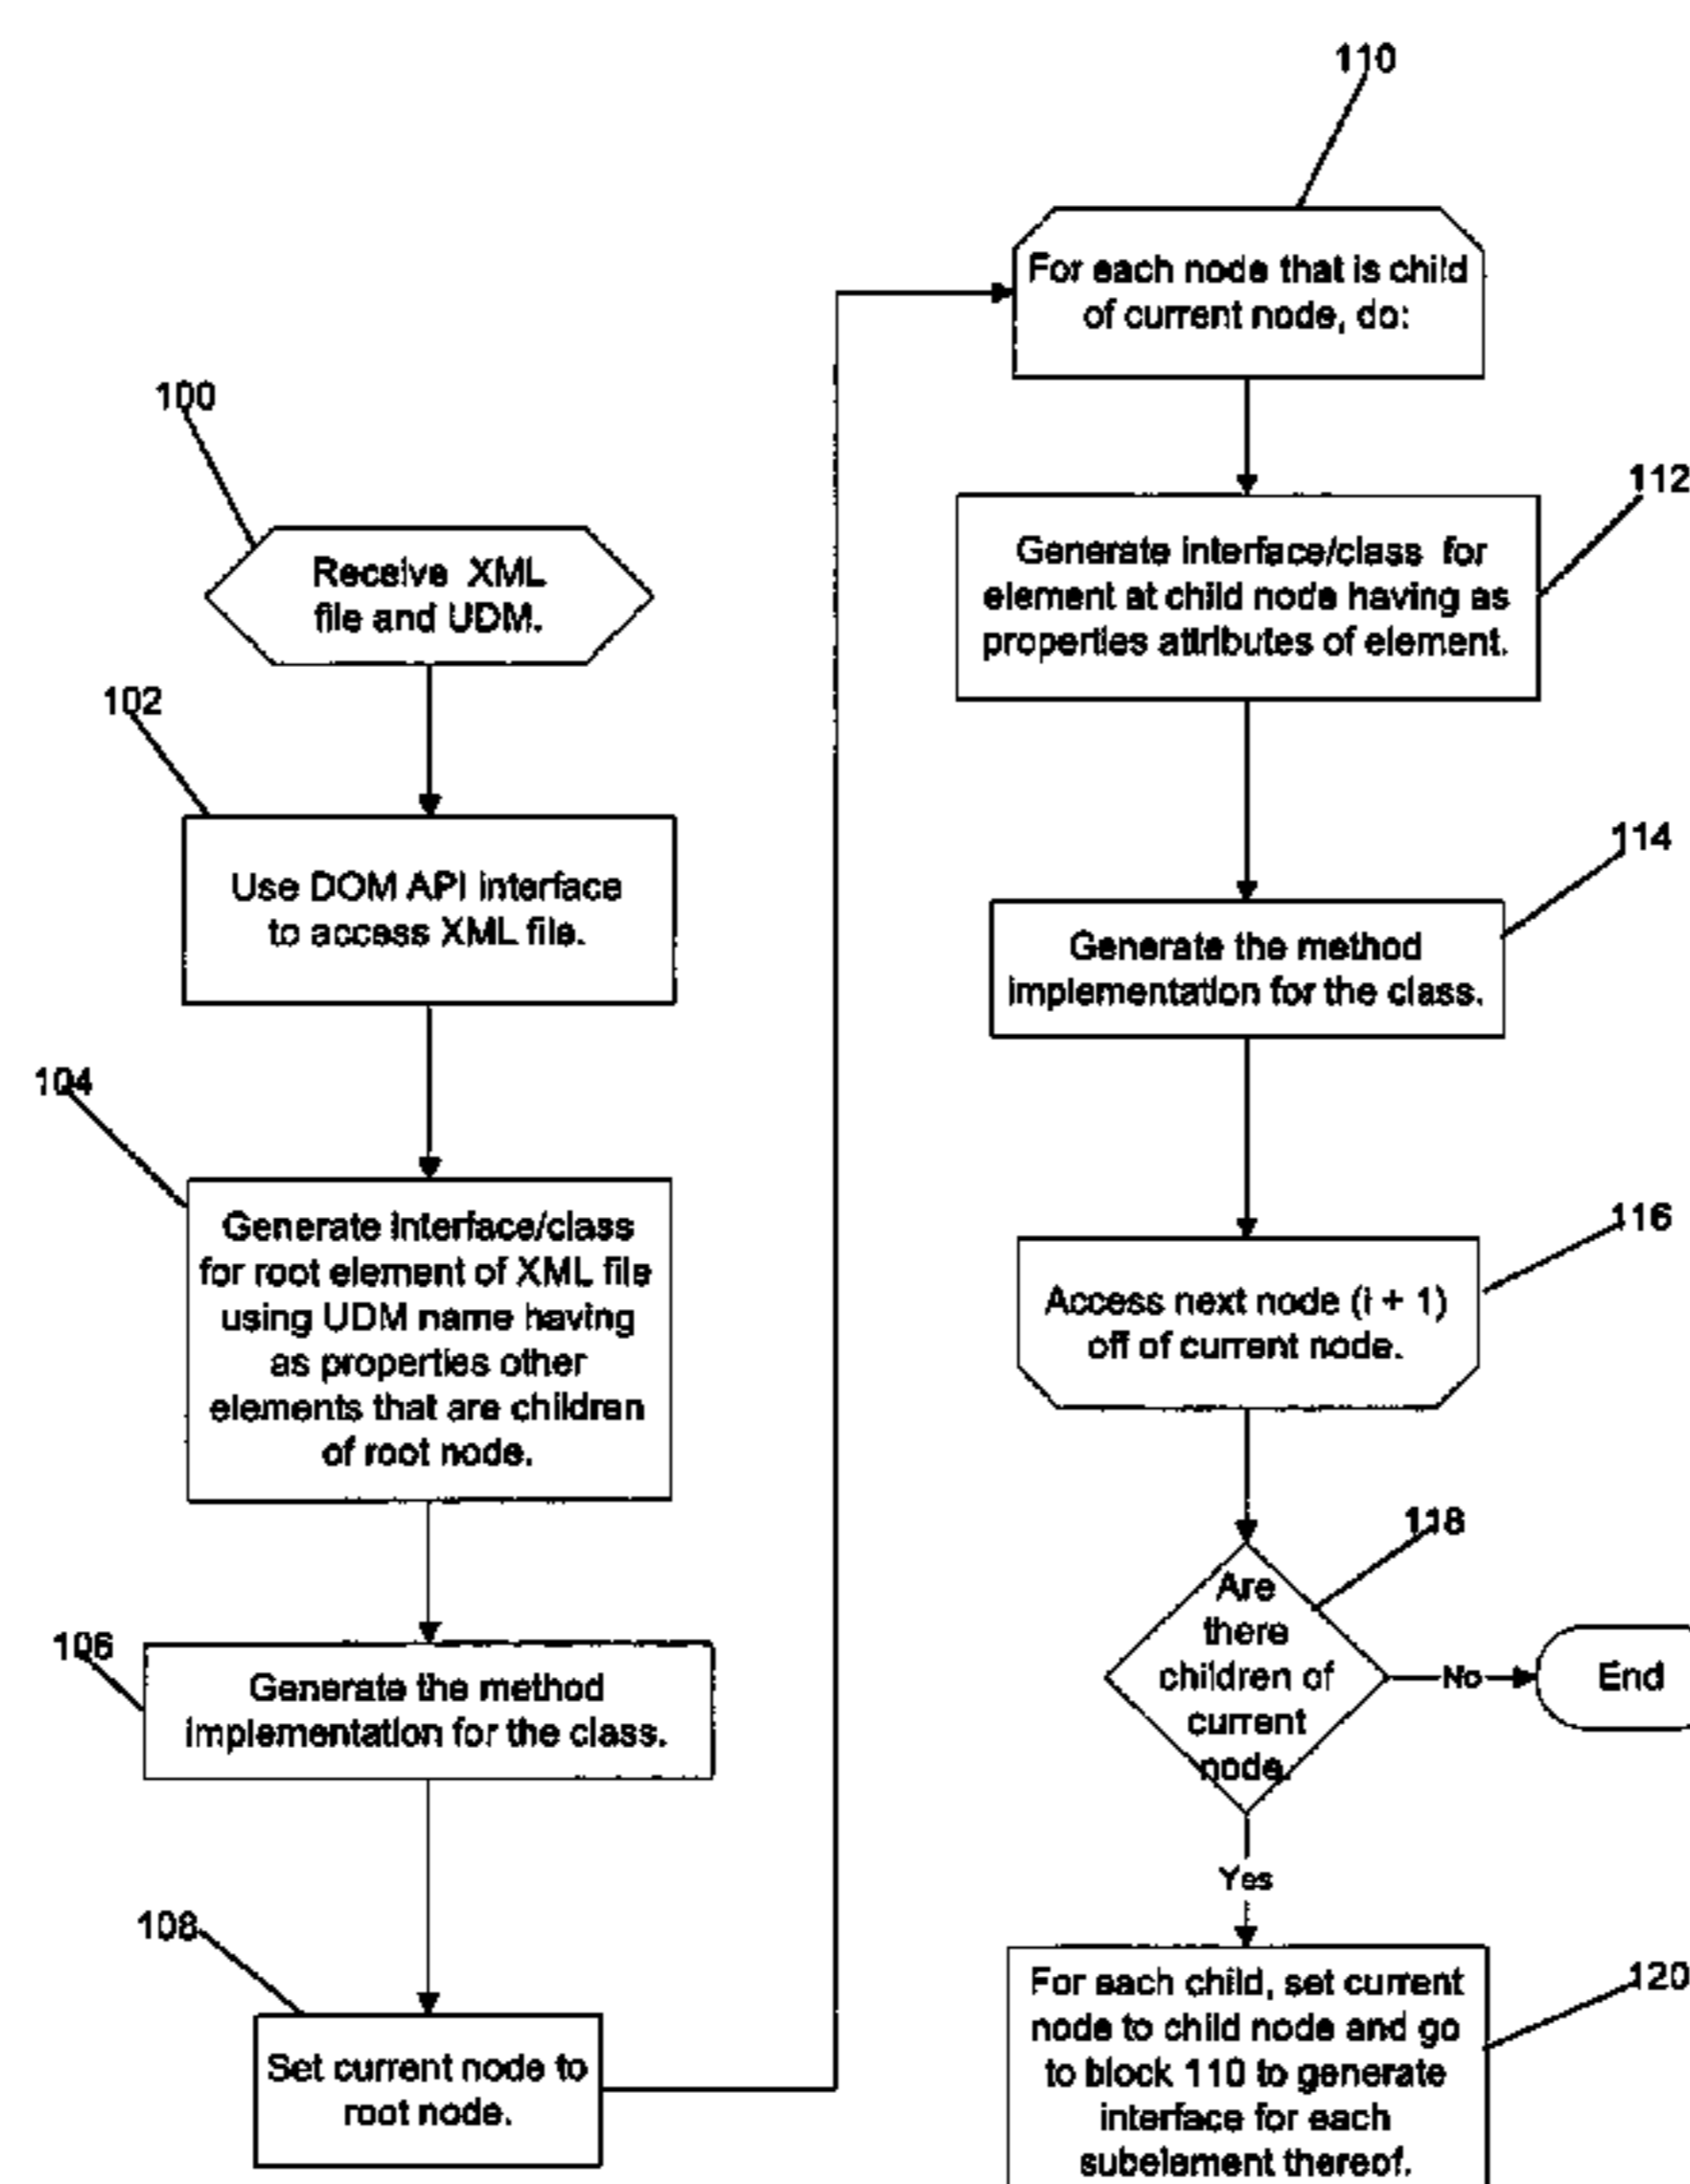 100
Receive XML
file and UDM.
102
Use DOM API interface
to access XML file.
104
Generate interface/class
for root element of XML file
using UDM name having
as properties other
elements that are children
of root node.
106
Generate the method
implementation for the class.
108
Set current node to
root node.
110
For each node that is child
of current node, do:
112
Generate interface/class for
element at child node having as
properties attributes of element.
114
Generate the method
implementation for the class.
116
Access next node (i + 1)
off of current node.
118
Are
there
children of
current
node.
No
End
Yes
120
For each child, set current
node to child node and go
to block 110 to generate
interface for each
subelement thereof.